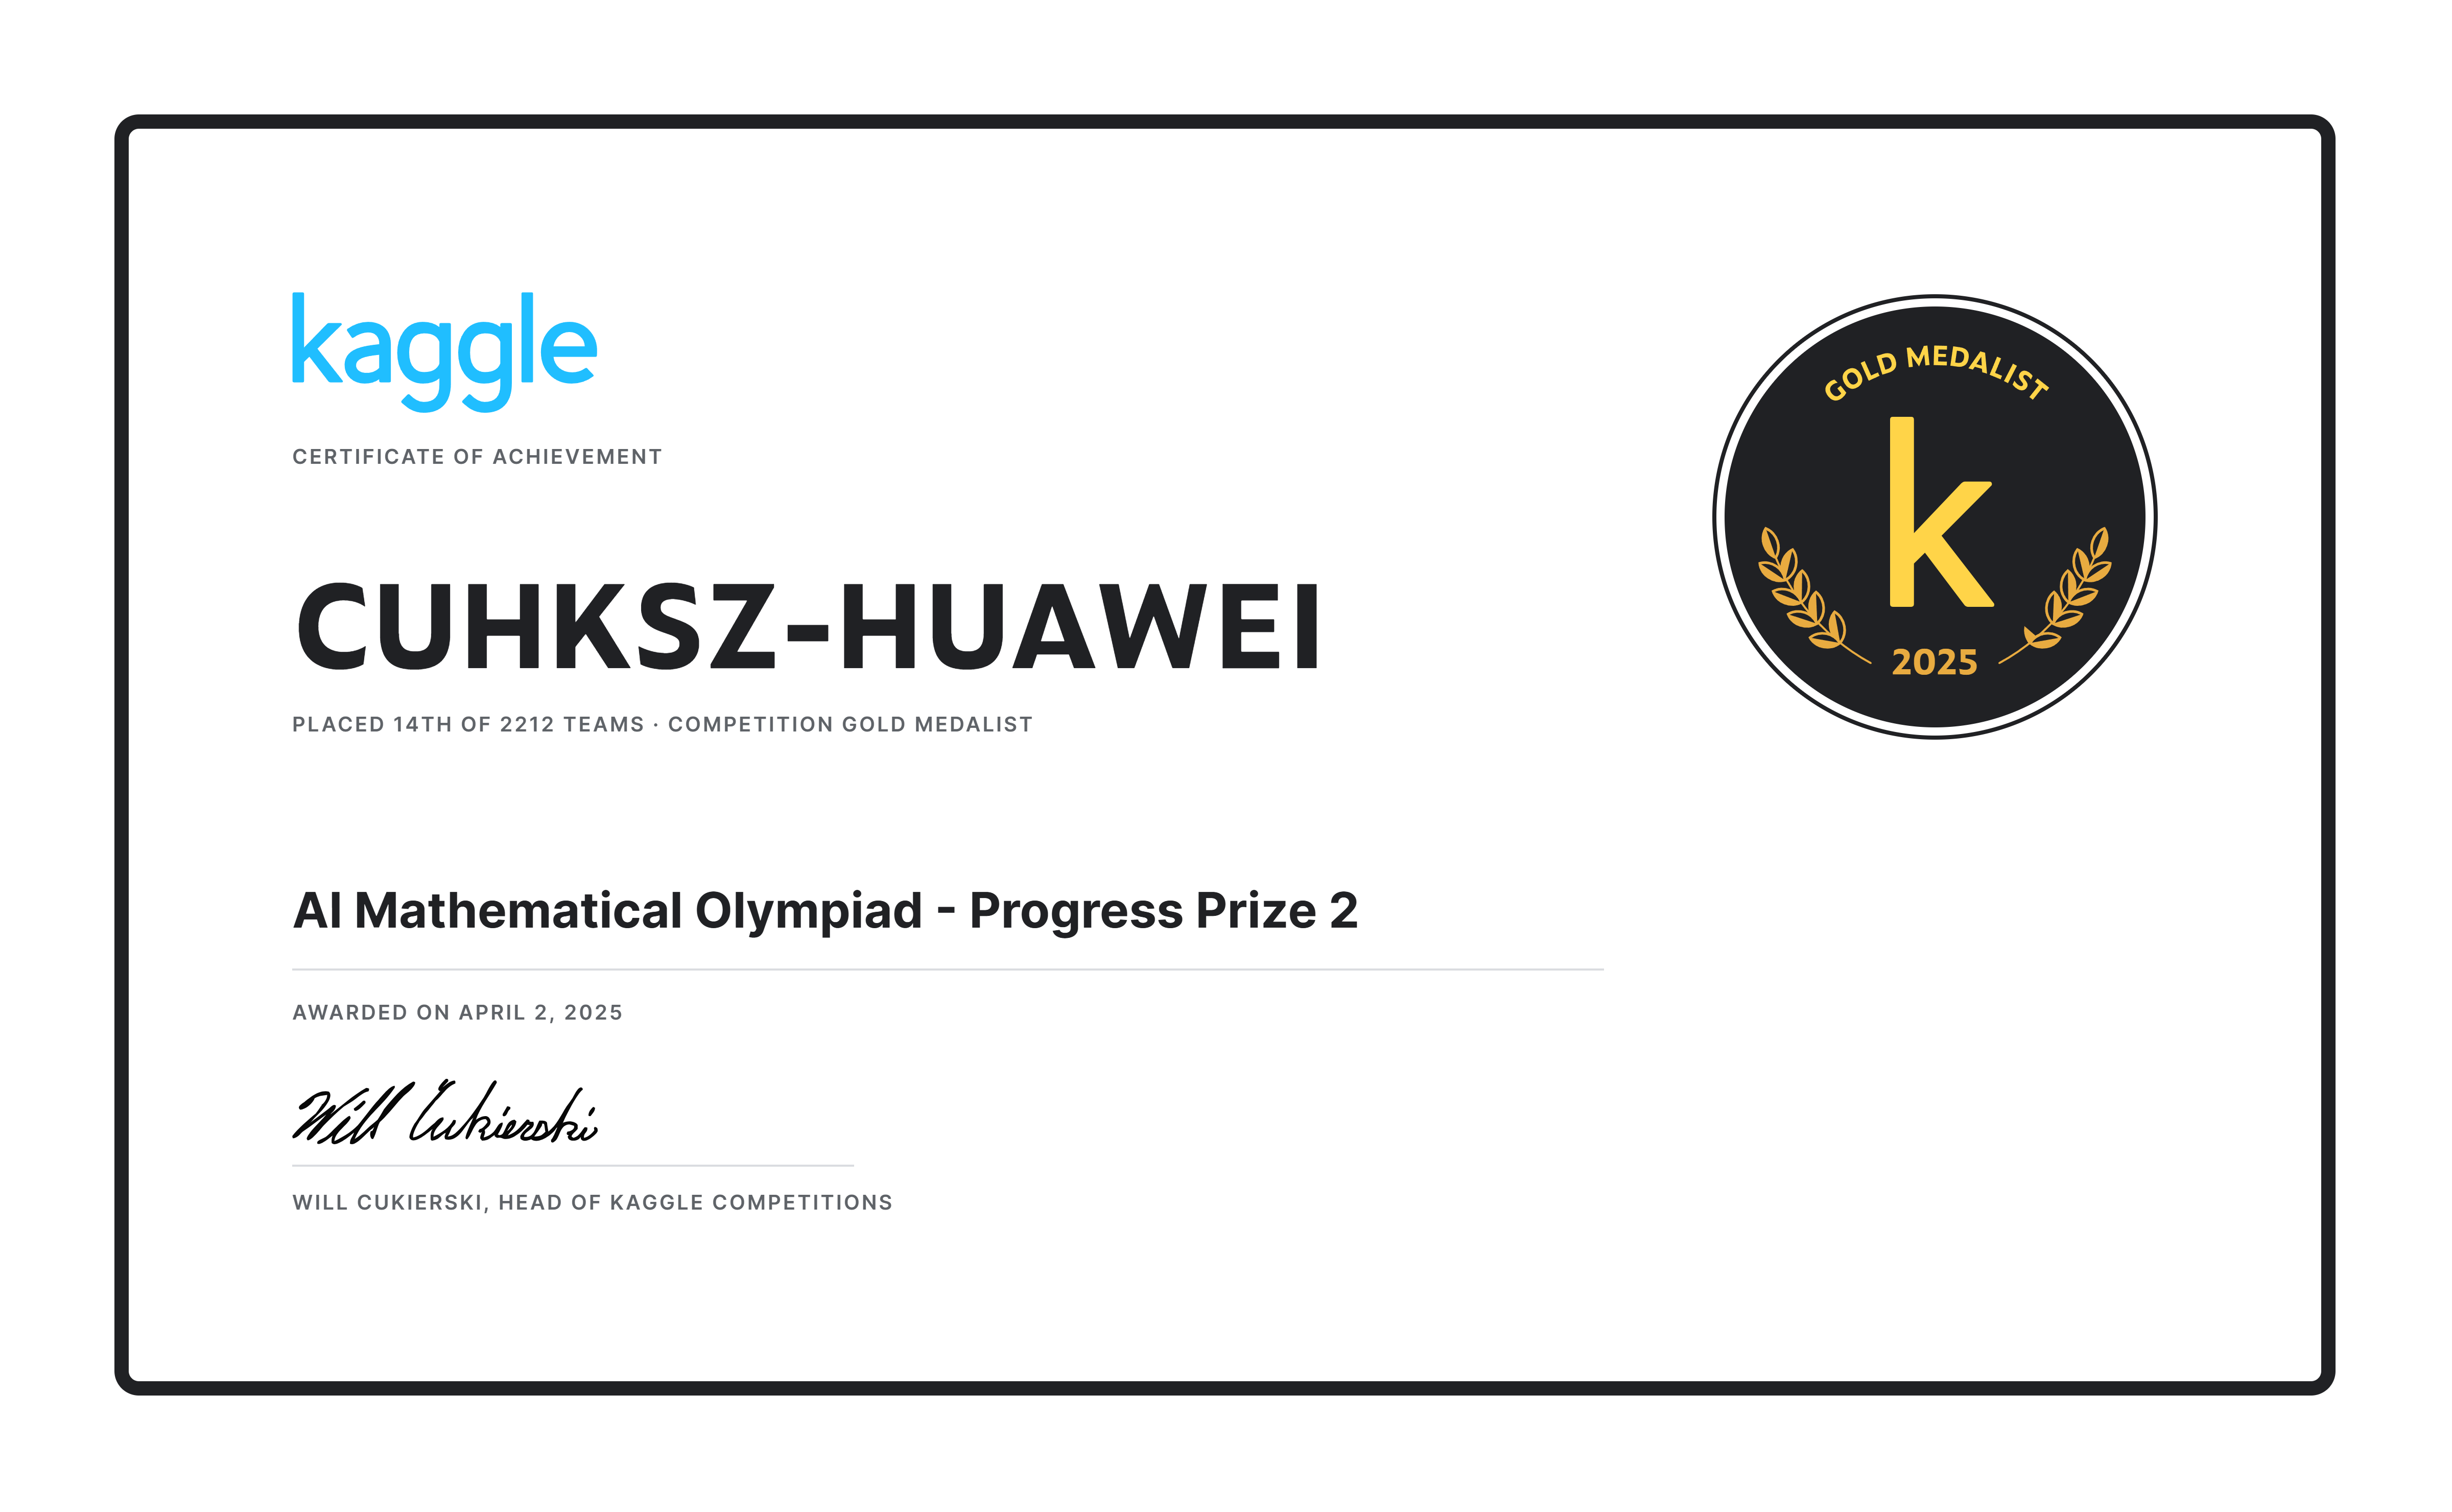 kaggle
CERTIFICATE OF ACHIEVEMENT
CUHKSZ-HUAWEI
PLACED 14TH OF 2212 TEAMS · COMPETITION GOLD MEDALIST
GOLD MEDALIST
k
2025
AI Mathematical Olympiad - Progress Prize 2
AWARDED ON APRIL 2, 2025
Will Cukierski
WILL CUKIERSKI, HEAD OF KAGGLE COMPETITIONS